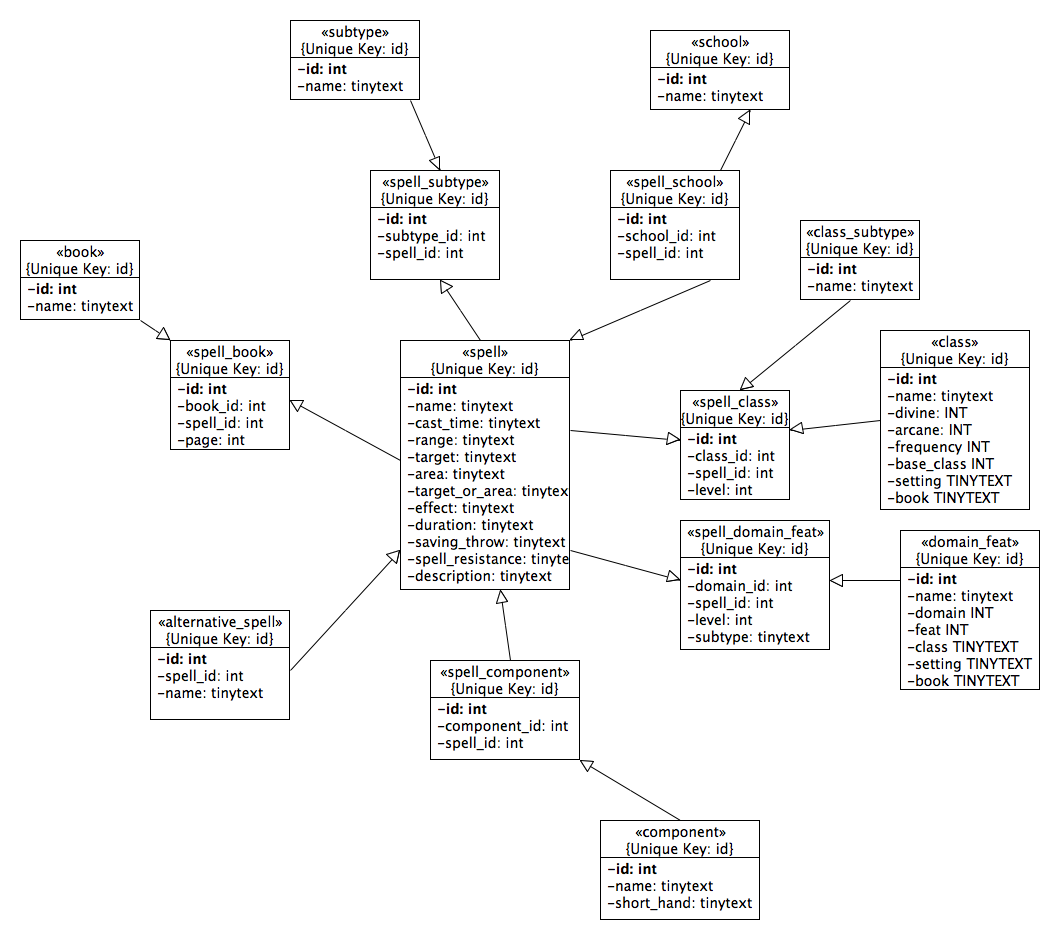 «subtype»
{Unique Key: id}
-id: int
-name: tinytext
«school»
{Unique Key: id}
-id: int
-name: tinytext
«spell_subtype»
{Unique Key: id}
-id: int
-subtype_id: int
-spell_id: int
«spell_school»
{Unique Key: id}
-id: int
-school_id: int
-spell_id: int
«class_subtype»
{Unique Key: id}
-id: int
-name: tinytext
«book»
{Unique Key: id}
-id: int
-name: tinytext
«spell_book»
{Unique Key: id}
-id: int
-book_id: int
-spell_id: int
-page: int
«spell»
{Unique Key: id}
-id: int
-name: tinytext
-cast_time: tinytext
-range: tinytext
-target: tinytext
-area: tinytext
-target_or_area: tinytex
-effect: tinytext
-duration: tinytext
-saving_throw: tinytext
-spell_resistance: tinyte
-description: tinytext
«spell_class»
{Unique Key: id}
-id: int
-class_id: int
-spell_id: int
-level: int
«class»
{Unique Key: id}
-id: int
-name: tinytext
-divine: INT
-arcane: INT
-frequency INT
-base_class INT
-setting TINYTEXT
-book TINYTEXT
«spell_domain_feat»
{Unique Key: id}
-id: int
-domain_id: int
-spell_id: int
-level: int
-subtype: tinytext
«domain_feat»
{Unique Key: id}
-id: int
-name: tinytext
-domain INT
-feat INT
-class TINYTEXT
-setting TINYTEXT
-book TINYTEXT
«alternative_spell»
{Unique Key: id}
-id: int
-spell_id: int
-name: tinytext
«spell_component»
{Unique Key: id}
-id: int
-component_id: int
-spell_id: int
«component»
{Unique Key: id}
-id: int
-name: tinytext
-short_hand: tinytext